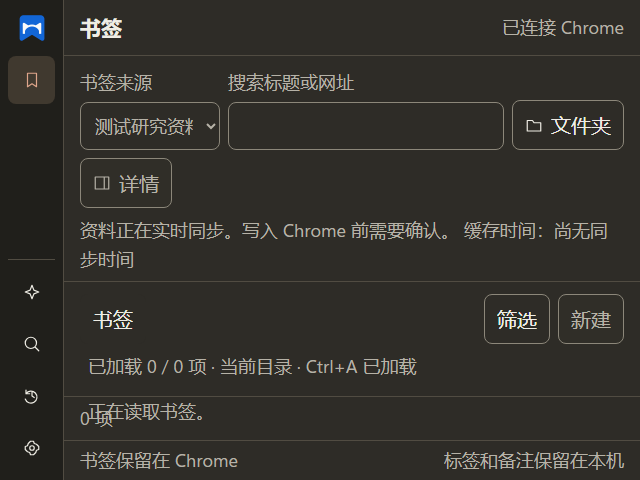 书签
已连接 Chrome
书签来源
搜索标题或网址
测试研究资料
文件夹
详情
资料正在实时同步。写入 Chrome 前需要确认。 缓存时间：尚无同
步时间
书签
筛选
新建
已加载 0 / 0 项 · 当前目录 · Ctrl+A 已加载
正在读取书签。
0 项
书签保留在 Chrome
标签和备注保留在本机